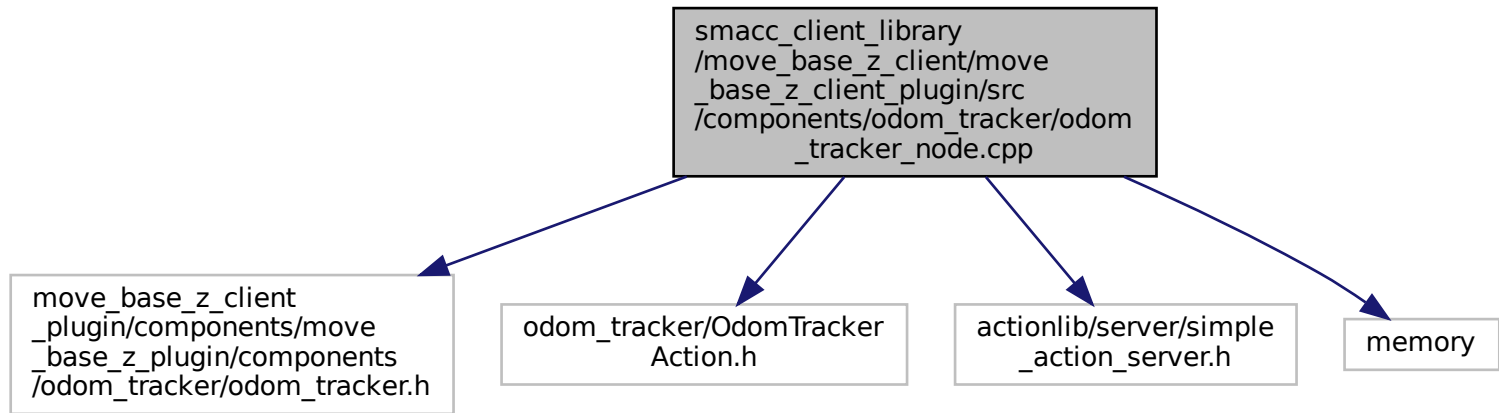 smacc_client_library
/move_base_z_client/move
_base_z_client_plugin/src
/components/odom_tracker/odom
_tracker_node.cpp
move_base_z_client
_plugin/components/move
_base_z_plugin/components
/odom_tracker/odom_tracker.h
odom_tracker/OdomTracker
Action.h
actionlib/server/simple
_action_server.h
memory